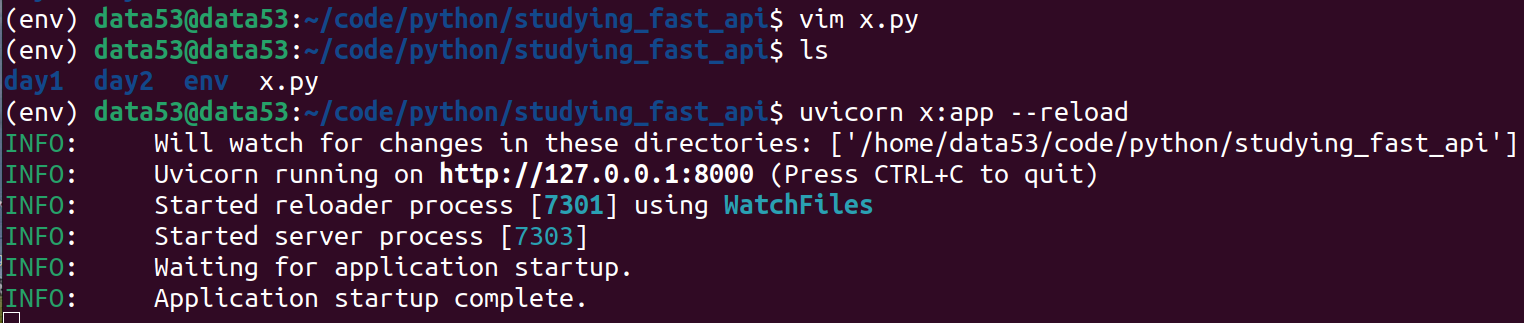 (env) data53@data53:~/code/python/studying_fast_api$ vim x.py
(env) data53@data53:~/code/python/studying_fast_api$ ls
day1  day2  env  x.py
(env) data53@data53:~/code/python/studying_fast_api$ uvicorn x:app --reload
INFO:     Will watch for changes in these directories: ['/home/data53/code/python/studying_fast_api']
INFO:     Uvicorn running on http://127.0.0.1:8000 (Press CTRL+C to quit)
INFO:     Started reloader process [7301] using WatchFiles
INFO:     Started server process [7303]
INFO:     Waiting for application startup.
INFO:     Application startup complete.